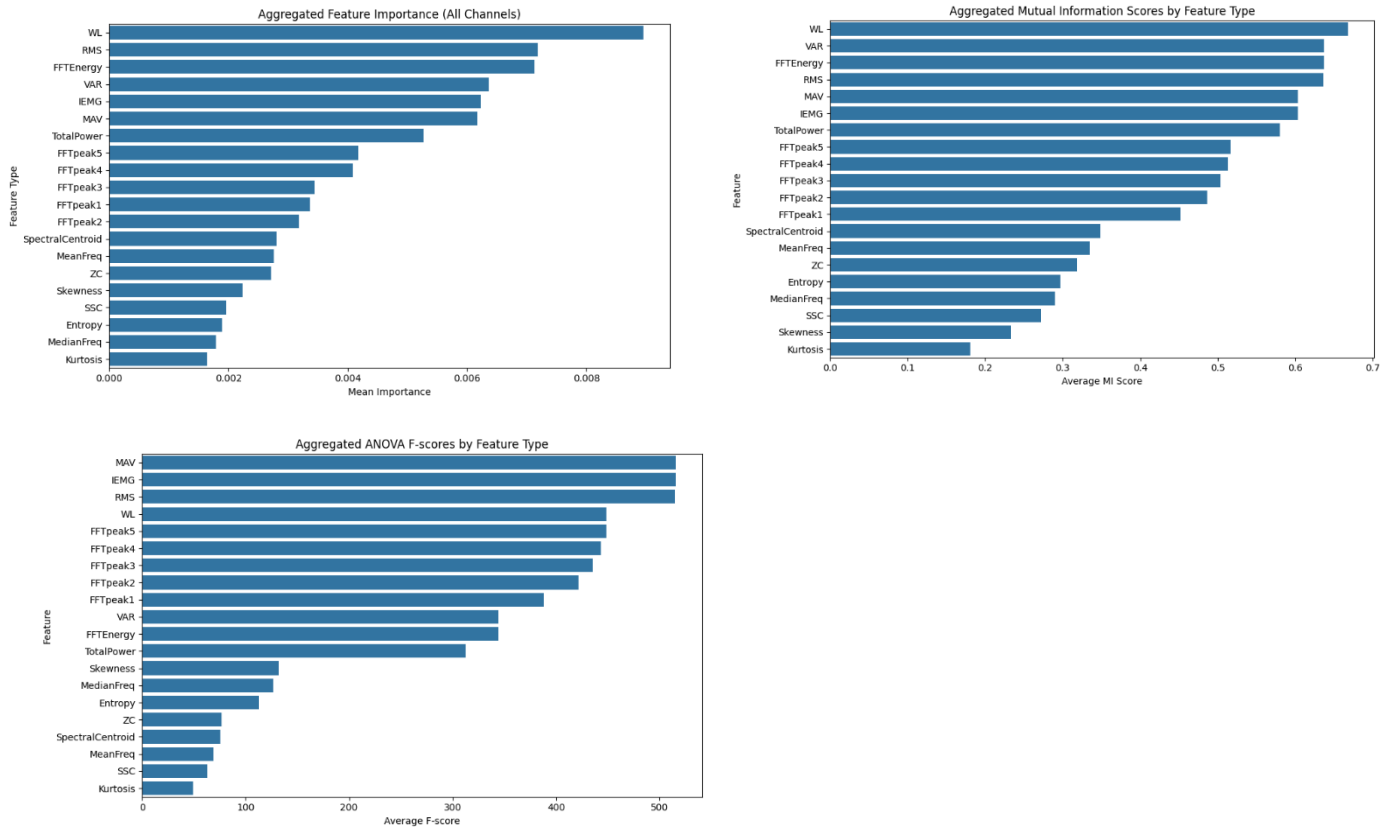 Aggregated Feature Importance (All Channels)
Feature Type
WL
RMS
FFTEnergy
VAR
IEMG
MAV
TotalPower
FFTpeak5
FFTpeak4
FFTpeak3
FFTpeak1
FFTpeak2
SpectralCentroid
MeanFreq
ZC
Skewness
SSC
Entropy
MedianFreq
Kurtosis
0.000 0.002 0.004 0.006 0.008
Mean Importance
Aggregated Mutual Information Scores by Feature Type
Feature
WL
VAR
FFTEnergy
RMS
MAV
IEMG
TotalPower
FFTpeak5
FFTpeak4
FFTpeak3
FFTpeak2
FFTpeak1
SpectralCentroid
MeanFreq
ZC
Entropy
MedianFreq
SSC
Skewness
Kurtosis
0.0 0.1 0.2 0.3 0.4 0.5 0.6 0.7
Average MI Score
Aggregated ANOVA F-scores by Feature Type
Feature
MAV
IEMG
RMS
WL
FFTpeak5
FFTpeak4
FFTpeak3
FFTpeak2
FFTpeak1
VAR
FFTEnergy
TotalPower
Skewness
MedianFreq
Entropy
ZC
SpectralCentroid
MeanFreq
SSC
Kurtosis
0 100 200 300 400 500
Average F-score